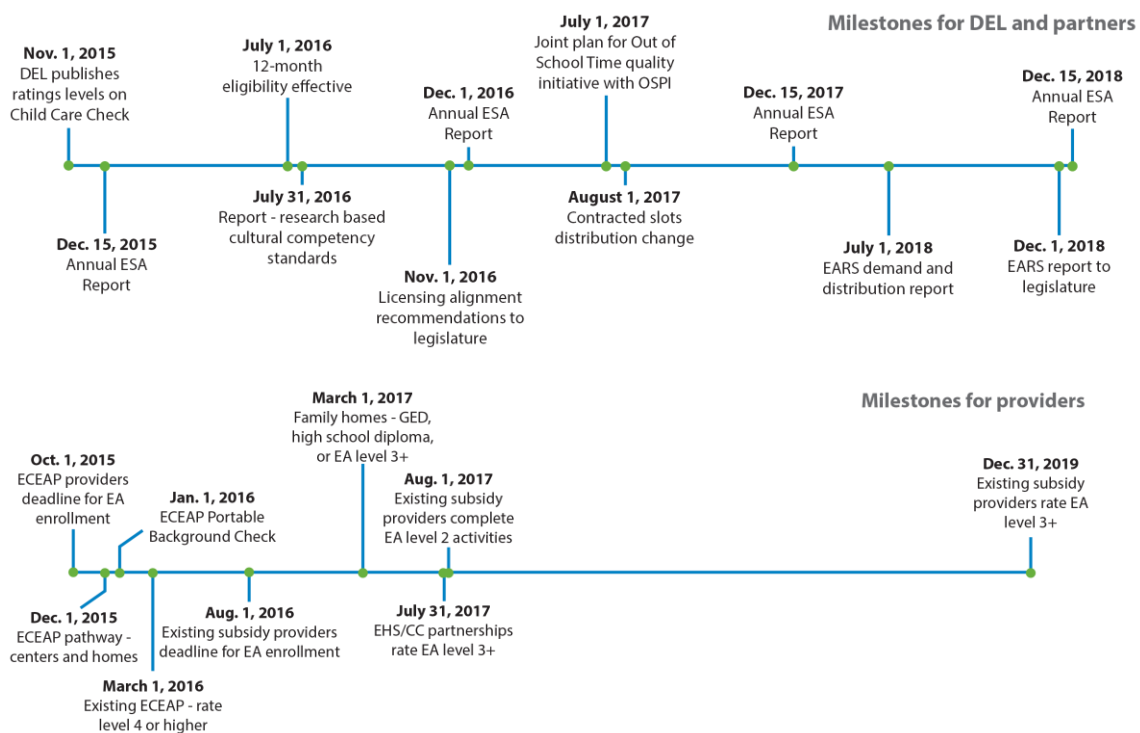 Milestones for DEL and partners
Nov. 1, 2015
DEL publishes
ratings levels on
Child Care Check
Dec. 15, 2015
Annual ESA
Report
July 1, 2016
12-month
eligibility effective
July 31, 2016
Report - research based
cultural competency
standards
Nov. 1, 2016
Licensing alignment
recommendations to
legislature
Dec. 1, 2016
Annual ESA
Report
July 1, 2017
Joint plan for Out of
School Time quality
initiative with OSPI
August 1, 2017
Contracted slots
distribution change
Dec. 15, 2017
Annual ESA
Report
July 1, 2018
EARS demand and
distribution report
Dec. 1, 2018
EARS report to
legislature
Dec. 15, 2018
Annual ESA
Report
Milestones for providers
Oct. 1, 2015
ECEAP providers
deadline for EA
enrollment
Dec. 1, 2015
ECEAP pathway -
centers and homes
Jan. 1, 2016
ECEAP Portable
Background Check
March 1, 2016
Existing ECEAP - rate
level 4 or higher
Aug. 1, 2016
Existing subsidy providers
deadline for EA enrollment
March 1, 2017
Family homes - GED,
high school diploma,
or EA level 3+
July 31, 2017
EHS/CC partnerships
rate EA level 3+
Aug. 1, 2017
Existing subsidy
providers complete
EA level 2 activities
Dec. 31, 2019
Existing subsidy
providers rate EA
level 3+